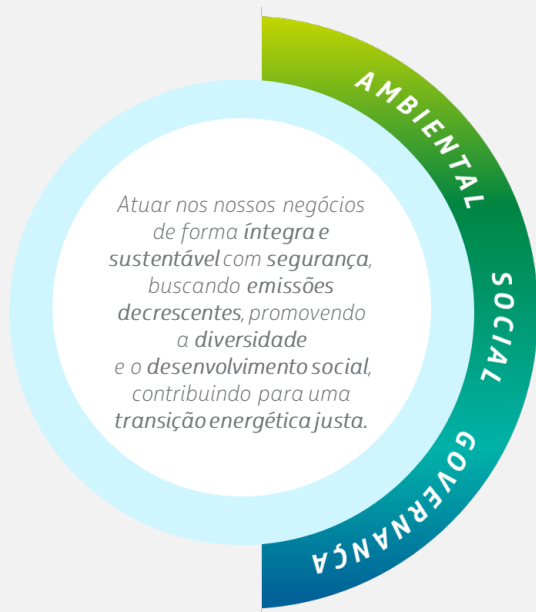 Atuar nos nossos negócios
de forma íntegra e
sustentável com segurança,
buscando emissões
decrescentes, promovendo
a diversidade
e o desenvolvimento social,
contribuindo para uma
transição energética justa.
AMBIENTAL
SOCIAL
GOVERNANÇA